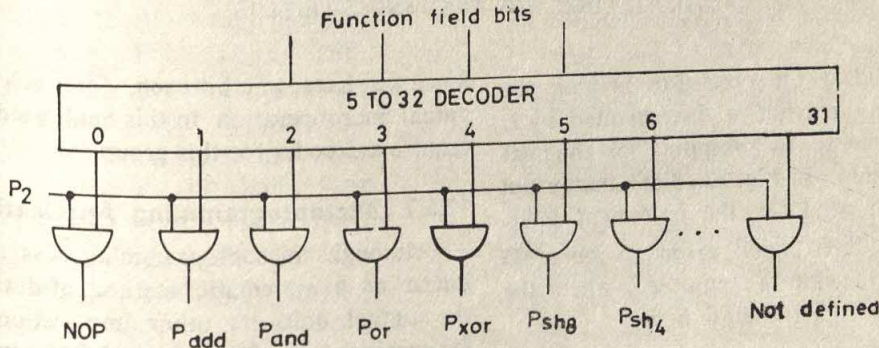 Function field bits
5 TO 32 DECODER
0 1 2 3 4 5 6 31
P2
...
NOP Padd Pand Por Pxor Psh8 Psh4 Not defined